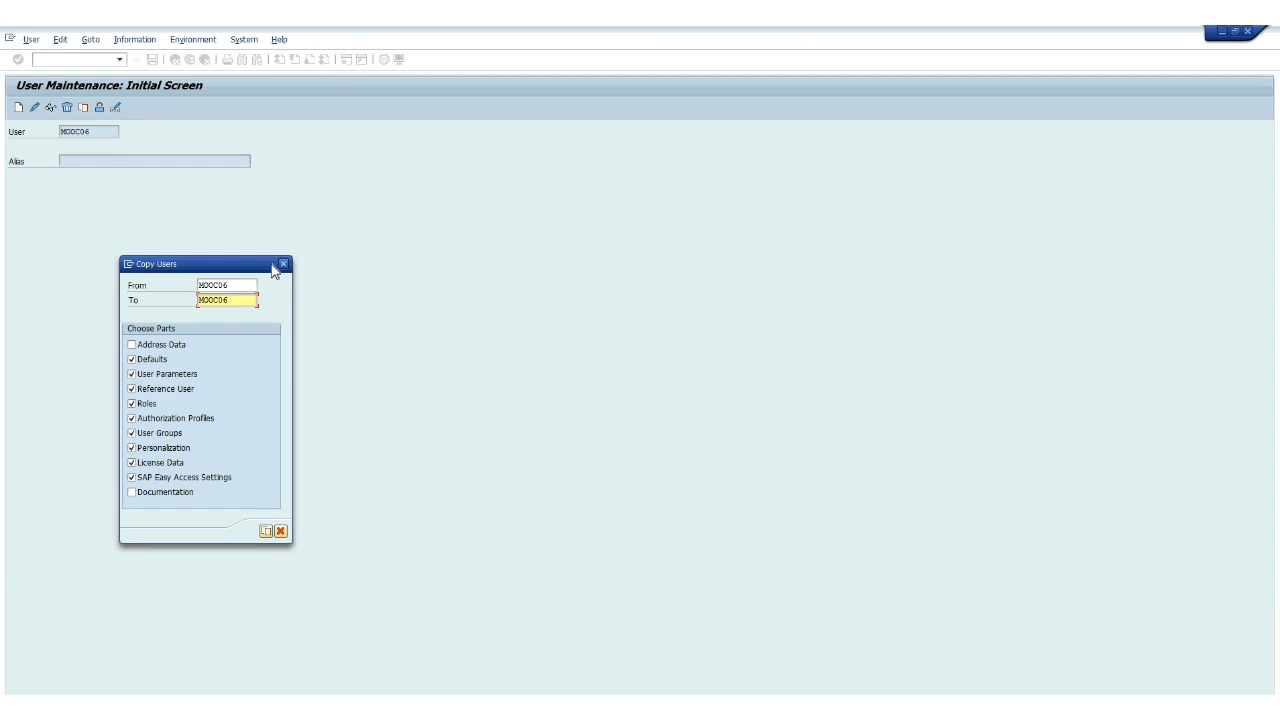 User Edit Goto Information Environment System Help
User Maintenance: Initial Screen
User MOOC06
Alias
Copy Users
From MOOC06
To MOOC06
Choose Parts
Address Data
Defaults
User Parameters
Reference User
Roles
Authorization Profiles
User Groups
Personalization
License Data
SAP Easy Access Settings
Documentation